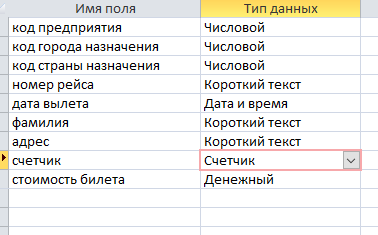 Имя поля Тип данных
код предприятия Числовой
код города назначения Числовой
код страны назначения Числовой
номер рейса Короткий текст
дата вылета Дата и время
фамилия Короткий текст
адрес Короткий текст
счетчик Счетчик
стоимость билета Денежный